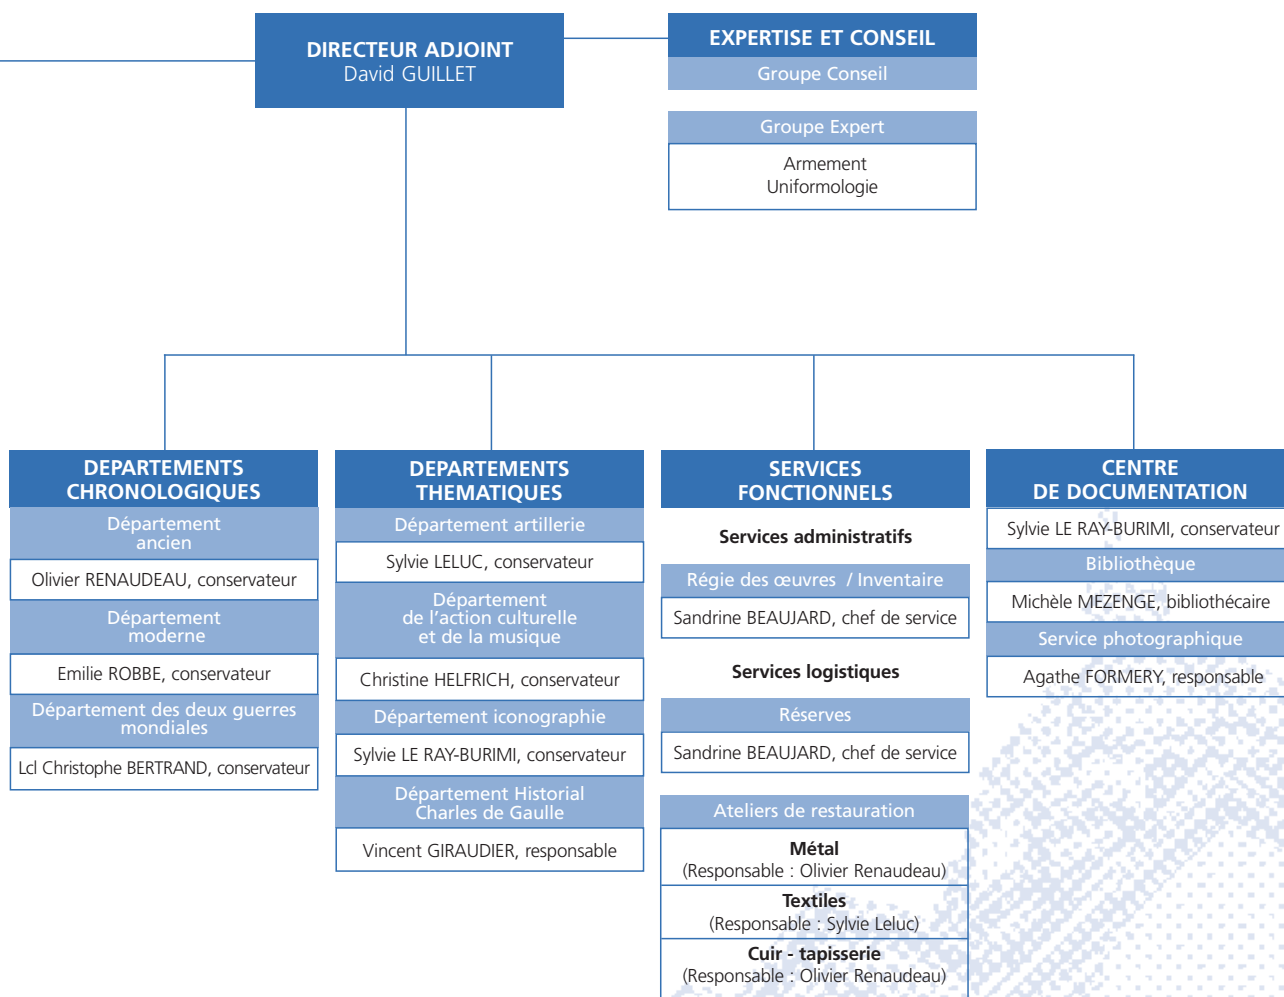 DIRECTEUR ADJOINT
David GUILLET
EXPERTISE ET CONSEIL
Groupe Conseil
Groupe Expert
Armement
Uniformologie
DEPARTEMENTS
CHRONOLOGIQUES
Département
ancien
Olivier RENAUDEAU, conservateur
Département
moderne
Emilie ROBBE, conservateur
Département des deux guerres
mondiales
Lcl Christophe BERTRAND, conservateur
DEPARTEMENTS
THEMATIQUES
Département artillerie
Sylvie LELUC, conservateur
Département
de l'action culturelle
et de la musique
Christine HELFRICH, conservateur
Département iconographie
Sylvie LE RAY-BURIMI, conservateur
Département Historial
Charles de Gaulle
Vincent GIRAUDIER, responsable
SERVICES
FONCTIONNELS
Services administratifs
Régie des œuvres / Inventaire
Sandrine BEAUJARD, chef de service
Services logistiques
Réserves
Sandrine BEAUJARD, chef de service
Ateliers de restauration
Métal
(Responsable : Olivier Renaudeau)
Textiles
(Responsable : Sylvie Leluc)
Cuir - tapisserie
(Responsable : Olivier Renaudeau)
CENTRE
DE DOCUMENTATION
Sylvie LE RAY-BURIMI, conservateur
Bibliothèque
Michèle MEZENGE, bibliothécaire
Service photographique
Agathe FORMERY, responsable